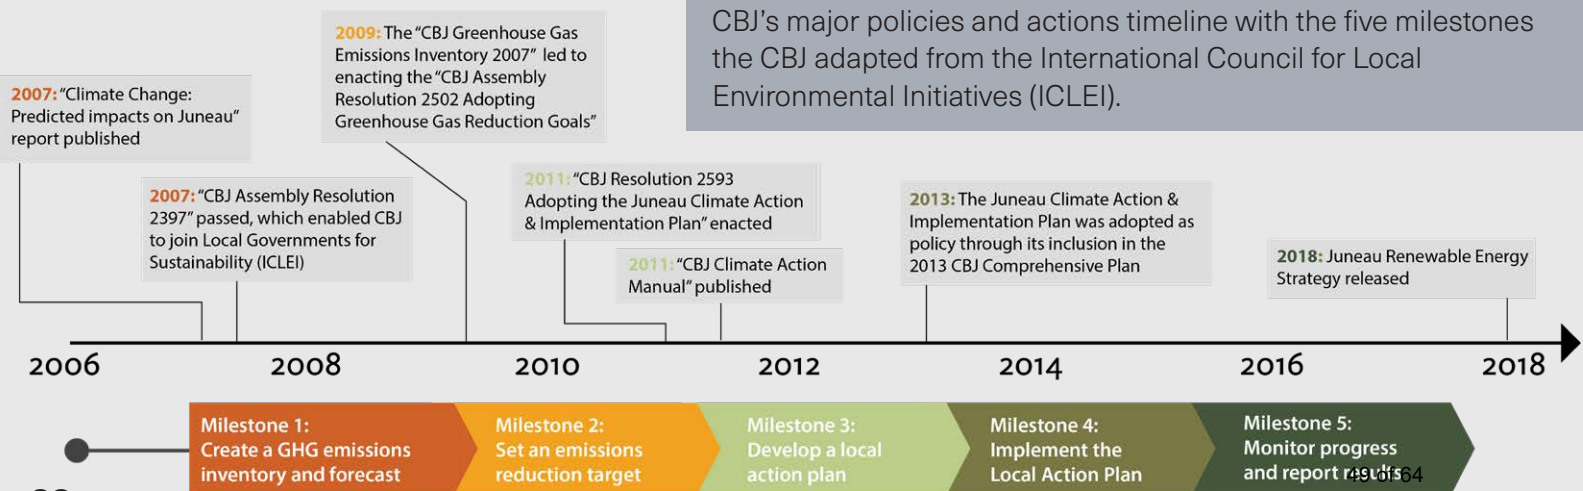 CBJ's major policies and actions timeline with the five milestones
the CBJ adapted from the International Council for Local
Environmental Initiatives (ICLEI).
2007: "Climate Change:
Predicted impacts on Juneau"
report published
2007: "CBJ Assembly Resolution
2397" passed, which enabled CBJ
to join Local Governments for
Sustainability (ICLEI)
2009: The "CBJ Greenhouse Gas
Emissions Inventory 2007" led to
enacting the "CBJ Assembly
Resolution 2502 Adopting
Greenhouse Gas Reduction Goals"
2011: "CBJ Resolution 2593
Adopting the Juneau Climate Action
& Implementation Plan" enacted
2011: "CBJ Climate Action
Manual" published
2013: The Juneau Climate Action &
Implementation Plan was adopted as
policy through its inclusion in the
2013 CBJ Comprehensive Plan
2018: Juneau Renewable Energy
Strategy released
2006 2008 2010 2012 2014 2016 2018
Milestone 1:
Create a GHG emissions
inventory and forecast
Milestone 2:
Set an emissions
reduction target
Milestone 3:
Develop a local
action plan
Milestone 4:
Implement the
Local Action Plan
Milestone 5:
Monitor progress
and report results
49 of 64